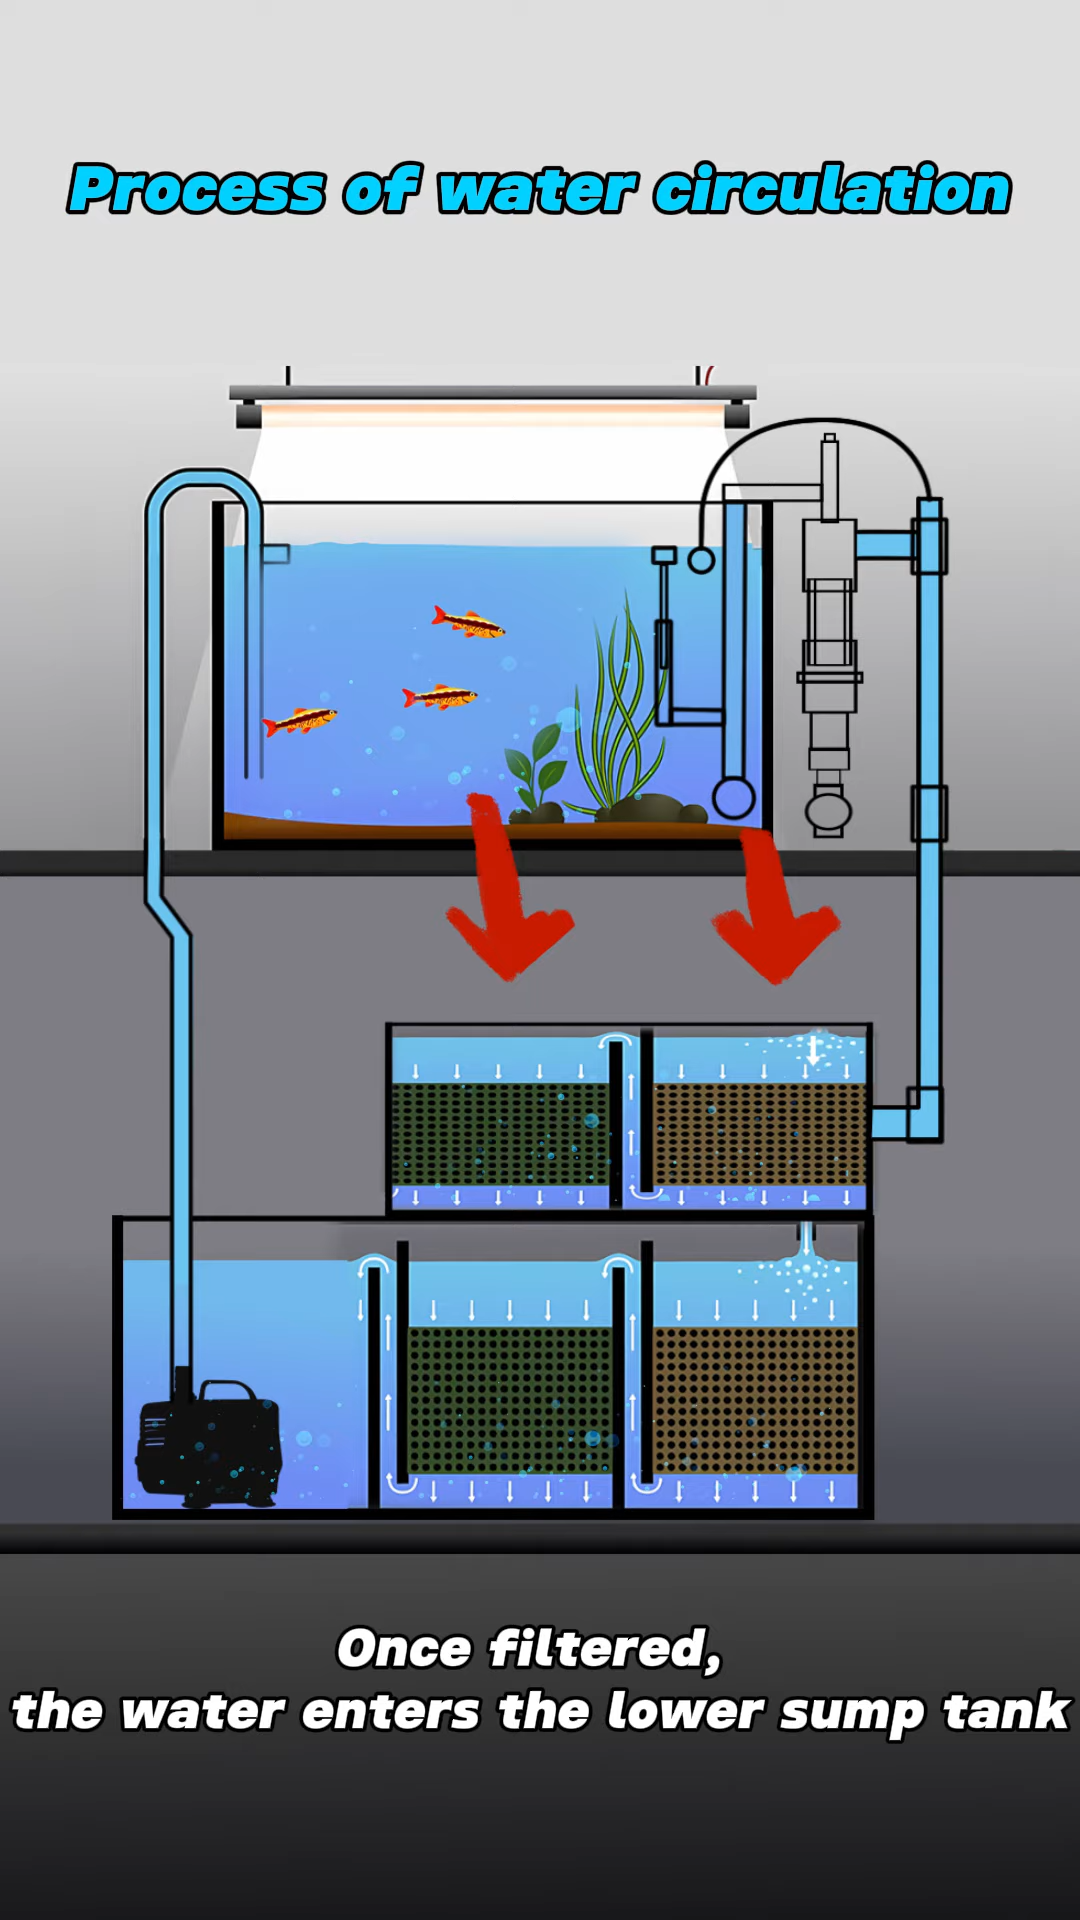 Process of water circulation
Once filtered,
the water enters the lower sump tank